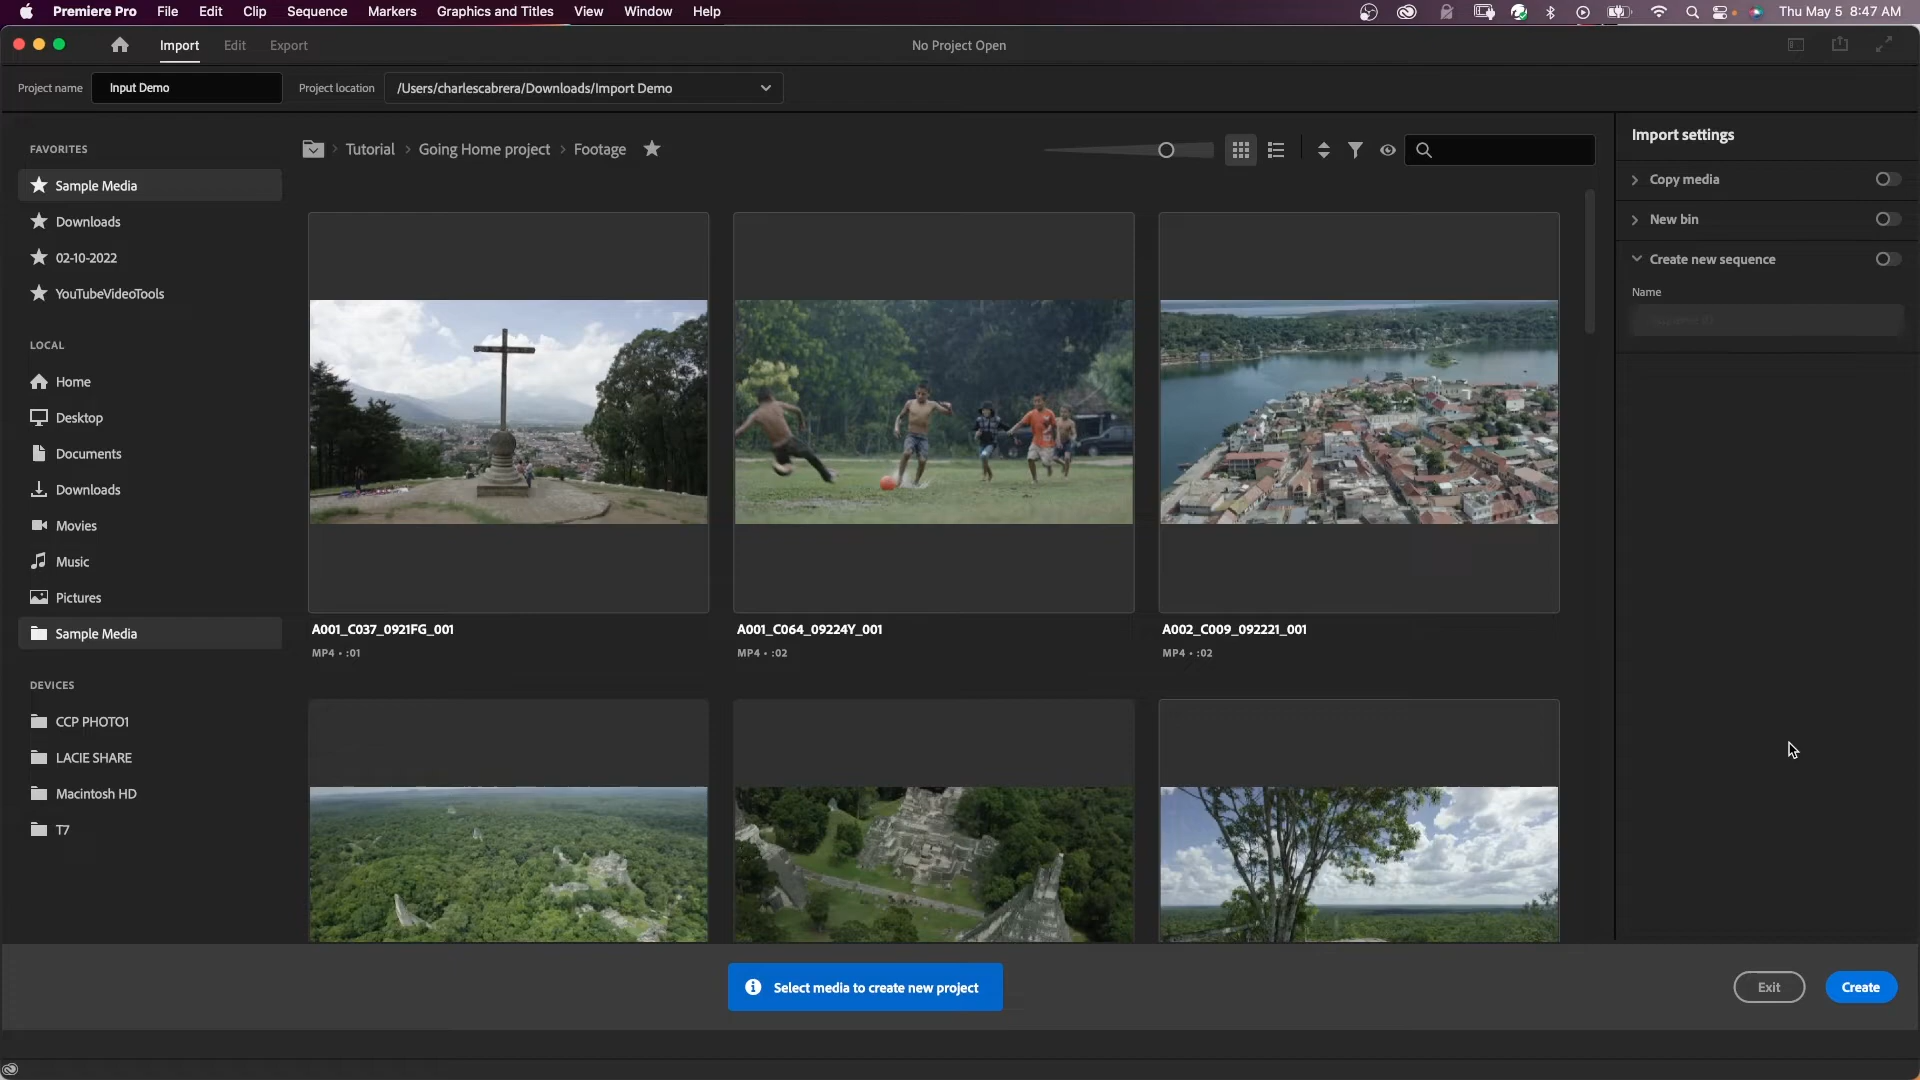 Premiere Pro File Edit Clip Sequence Markers Graphics and Titles View Window Help Thu May 5 8:47 AM
Import Edit Export No Project Open
Project name Input Demo Project location /Users/charlescabrera/Downloads/Import Demo
FAVORITES
Sample Media
Downloads
02-10-2022
YouTubeVideoTools
LOCAL
Home
Desktop
Documents
Downloads
Movies
Music
Pictures
Sample Media
DEVICES
CCP PHOTO1
LACIE SHARE
Macintosh HD
T7
Tutorial > Going Home project > Footage
A001_C037_0921FG_001
MP4 • :01
A001_C064_09224Y_001
MP4 • :02
A002_C009_092221_001
MP4 • :02
Import settings
Copy media
New bin
Create new sequence
Name
Select media to create new project
Exit Create